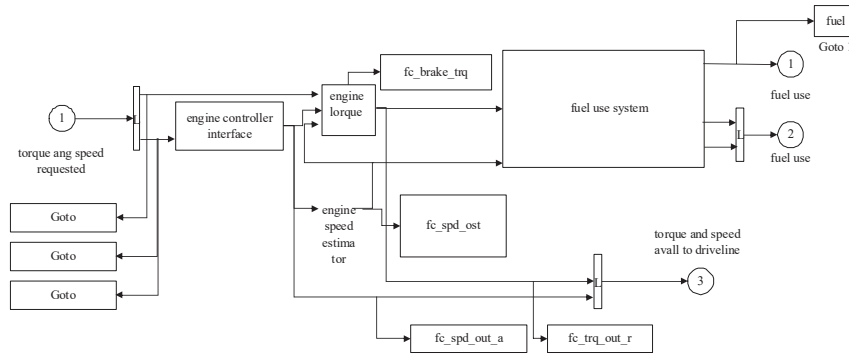 fuel
Goto 1
fc_brake_trq
engine
lorque
fuel use system
1
fuel use
1
torque ang speed
requested
L
engine controller
interface
L
2
fuel use
Goto
Goto
Goto
engine
speed
estima
tor
fc_spd_ost
torque and speed
avall to driveline
L
3
fc_spd_out_a
fc_trq_out_r